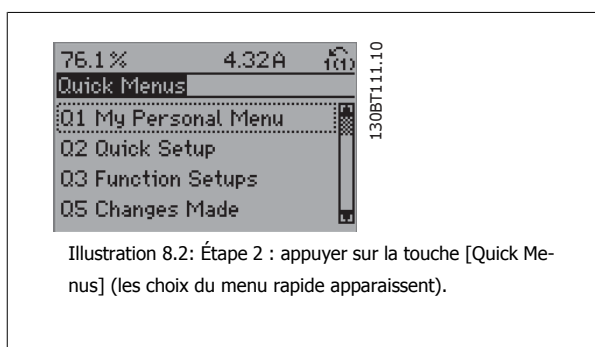 76.1% 4.32A 1(1)
Quick Menus
Q1 My Personal Menu
Q2 Quick Setup
Q3 Function Setups
Q5 Changes Made
130BT111.10
Illustration 8.2: Étape 2 : appuyer sur la touche [Quick Me-
nus] (les choix du menu rapide apparaissent).